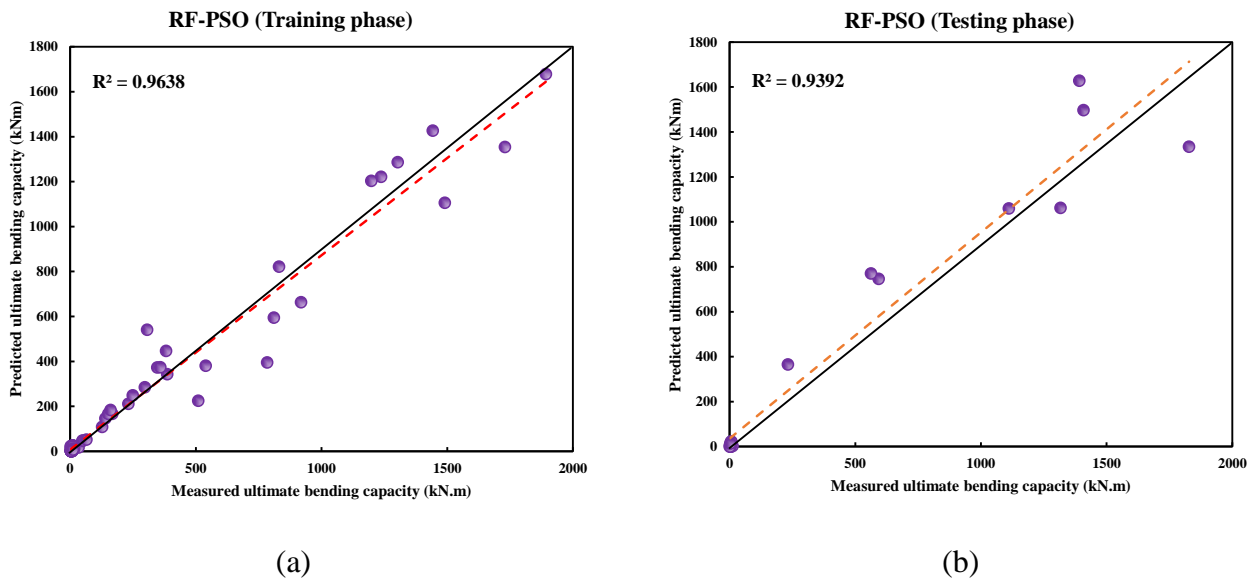 RF-PSO (Training phase)
R² = 0.9638
Predicted ultimate bending capacity (kNm)
1800
1600
1400
1200
1000
800
600
400
200
0
0 500 1000 1500 2000
Measured ultimate bending capacity (kN.m)
(a)
RF-PSO (Testing phase)
R² = 0.9392
Predicted ultimate bending capacity (kNm)
1800
1600
1400
1200
1000
800
600
400
200
0
0 500 1000 1500 2000
Measured ultimate bending capacity (kN.m)
(b)